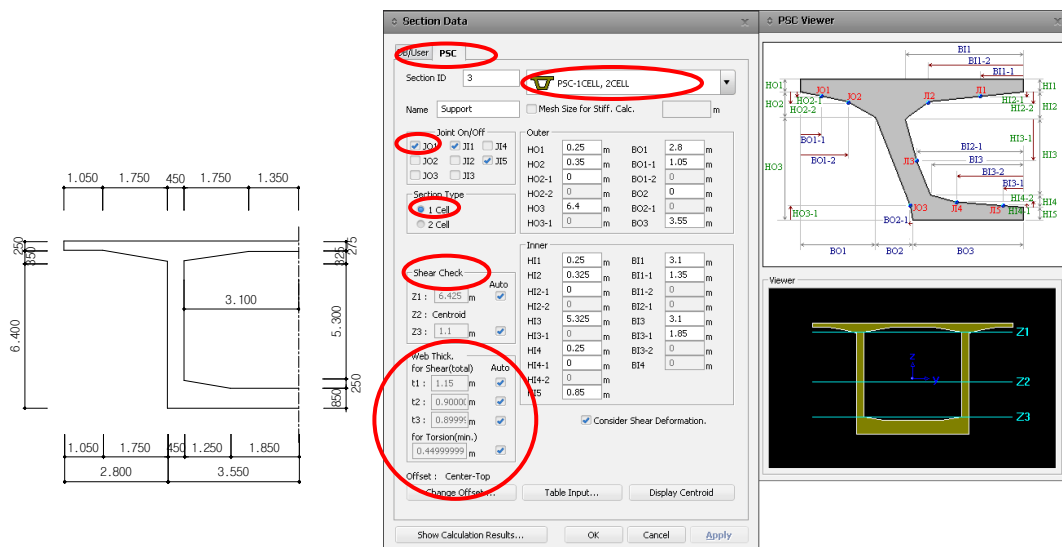 1.050 1.750 450 1.750 1.350
250
350
275
325
3.100
6.400
5.300
250
850
1.050 1.750 450 1.250 1.850
2.800 3.550
Section Data
DB/User PSC
Section ID 3 PSC-1CELL, 2CELL
Name Support Mesh Size for Stiff. Calc. m
Joint On/Off
JO1 JI1 JI4
JO2 JI2 JI5
JO3 JI3
Section Type
1 Cell
2 Cell
Shear Check
Auto
Z1 : 6.425 m
Z2 : Centroid
Z3 : 1.1 m
Web Thick.
for Shear(total) Auto
t1 : 1.15 m
t2 : 0.9000 m
t3 : 0.8999 m
for Torsion(min.)
0.44999999 m
Outer
HO1 0.25 m BO1 2.8 m
HO2 0.35 m BO1-1 1.05 m
HO2-1 0 m BO1-2 0 m
HO2-2 0 m BO2 0 m
HO3 6.4 m BO2-1 0 m
HO3-1 0 m BO3 3.55 m
Inner
HI1 0.25 m BI1 3.1 m
HI2 0.325 m BI1-1 1.35 m
HI2-1 0 m BI1-2 0 m
HI2-2 0 m BI2-1 0 m
HI3 5.325 m BI3 3.1 m
HI3-1 0 m BI3-1 1.85 m
HI4 0.25 m BI3-2 0 m
HI4-1 0 m BI4 0 m
HI4-2 0 m
HI5 0.85 m
Consider Shear Deformation.
Offset : Center-Top
Change Offset... Table Input... Display Centroid
Show Calculation Results... OK Cancel Apply
PSC Viewer
BI1
BI1-2
BI1-1
HO1
HO2
HO2-1
HO2-2
JO1
JO2
JI2
JI1
HI1
HI2-1
HI2-2
HI2
BO1-1
BO1-2
HI3-1
BI2-1
JI3
BI3
HI3
BI3-2
BI3-1
HO3
HO3-1
JO3
JI4
JI5
HI4-2
HI4-1
HI4
HI5
BO2-1
BO1 BO2 BO3
Viewer
Z1
z
y
Z2
Z3